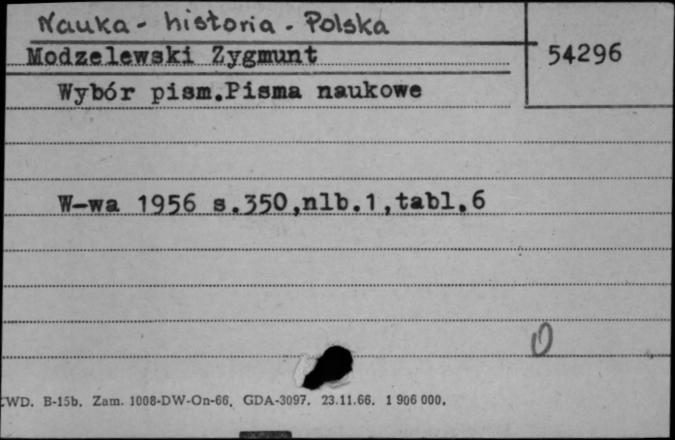 Nauka - historia - Polska
Modzelewski Zygmunt
54296
Wybór pism.Pisma naukowe
W-wa 1956 s.350,nlb.1,tabl.6
0
CWD. B-15b. Zam. 1008-DW-On-66. GDA-3097. 23.11.66. 1 906 000.